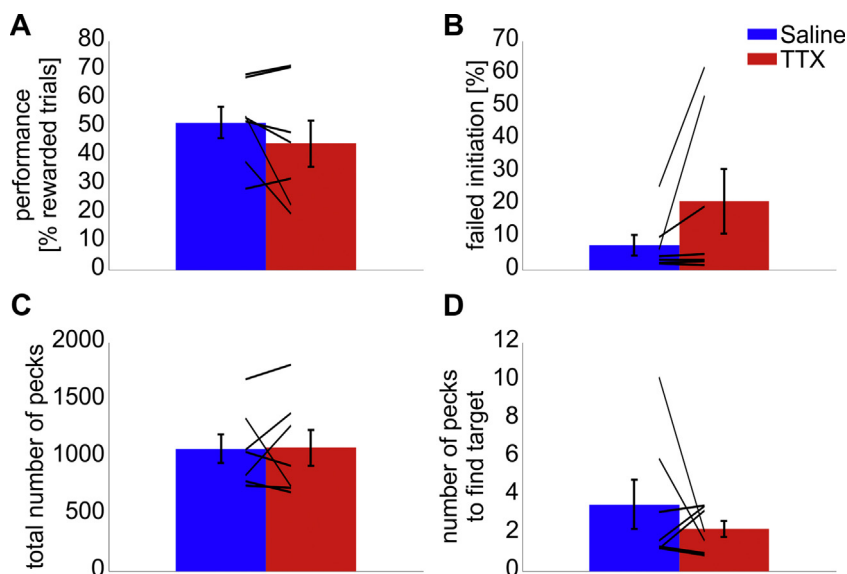 A
performance
[% rewarded trials]
80
70
60
50
40
30
20
10
0
B
failed initiation [%]
70
60
50
40
30
20
10
0
Saline
TTX
C
total number of pecks
2000
1500
1000
500
0
D
number of pecks
to find target
12
10
8
6
4
2
0